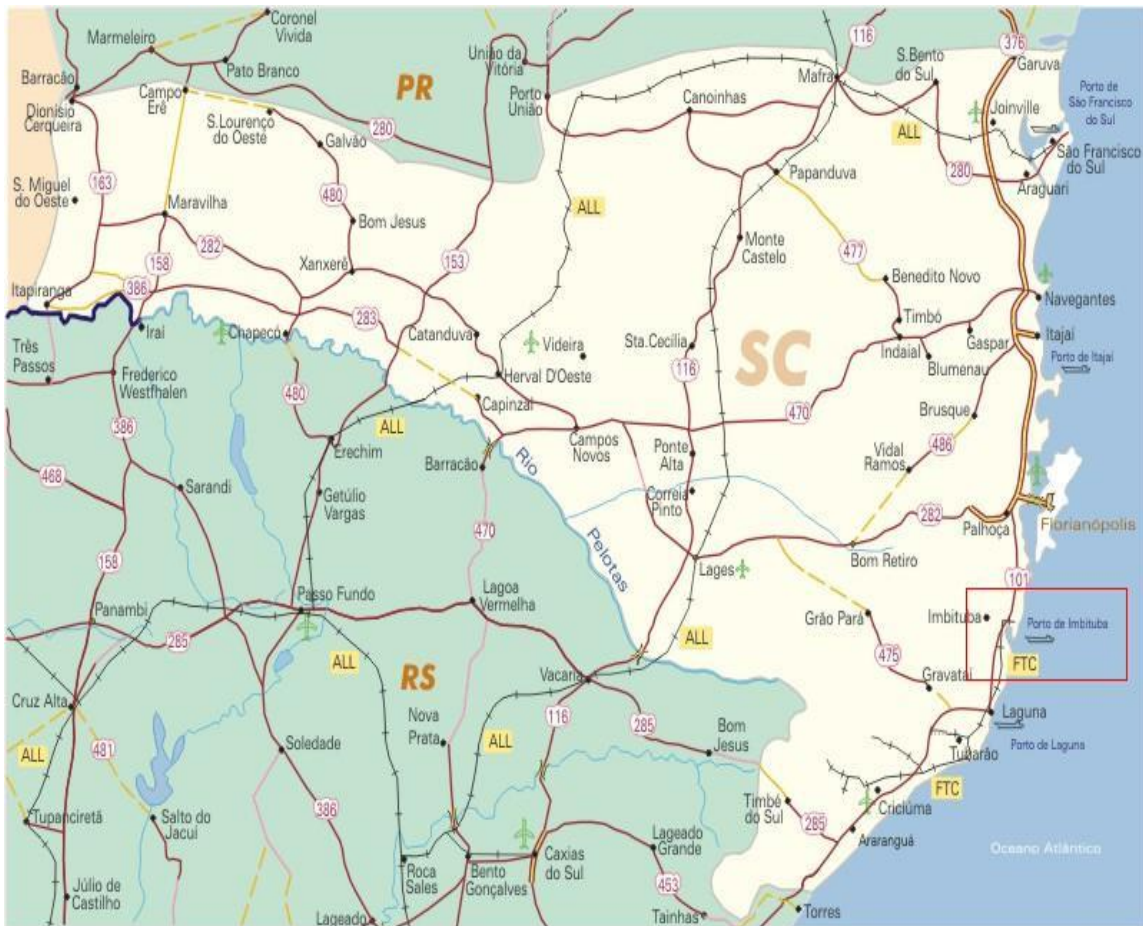 Coronel
Vivida
Marmeleiro
Pato Branco
União da
Vitória
116
S.Bento
do Sul
376
Garuva
Barracão
Dionísio
Cerqueira
Campo
Erê
PR
Porto
União
Mafra
Canoinhas
Porto de
São Francisco
do Sul
Joinville
S.Lourenço
do Oeste
Galvão
280
ALL
São Francisco
do Sul
163
S. Miguel
do Oeste
480
Papanduva
280
Araguari
Maravilha
Bom Jesus
ALL
Monte
Castelo
282
158
Xanxerê
153
477
Benedito Novo
386
Itapiranga
283
Navegantes
Timbó
Iraí
Chapecó
Catanduva
Videira
Sta.Cecília
SC
Itajaí
Três
Passos
Indaial
Gaspar
Blumenau
Porto de Itajaí
Frederico
Westfhalen
Herval D'Oeste
116
480
Capinzal
470
Brusque
386
ALL
Erechim
Campos
Novos
Ponte
Alta
Vidal
Ramos
486
Rio
Barracão
468
Sarandi
Getúlio
Vargas
Correia
Pinto
470
282
Palhoça
Florianópolis
158
Pelotas
Lages
Bom Retiro
101
Passo Fundo
Lagoa
Vermelha
Panambi
Grão Pará
Imbituba
Porto de Imbituba
285
ALL
ALL
475
FTC
RS
Vacaria
Gravataí
Cruz Alta
Nova
Prata
116
285
Bom
Jesus
Laguna
Porto de Laguna
481
Soledade
ALL
Tubarão
ALL
FTC
Timbé
do Sul
Criciúma
Tupanciretã
Salto do
Jacuí
386
285
Lageado
Grande
Araranguá
Oceano Atlântico
Roca
Sales
Bento
Gonçalves
Caxias
do Sul
453
Júlio de
Castilho
Lageado
Tainhas
Torres